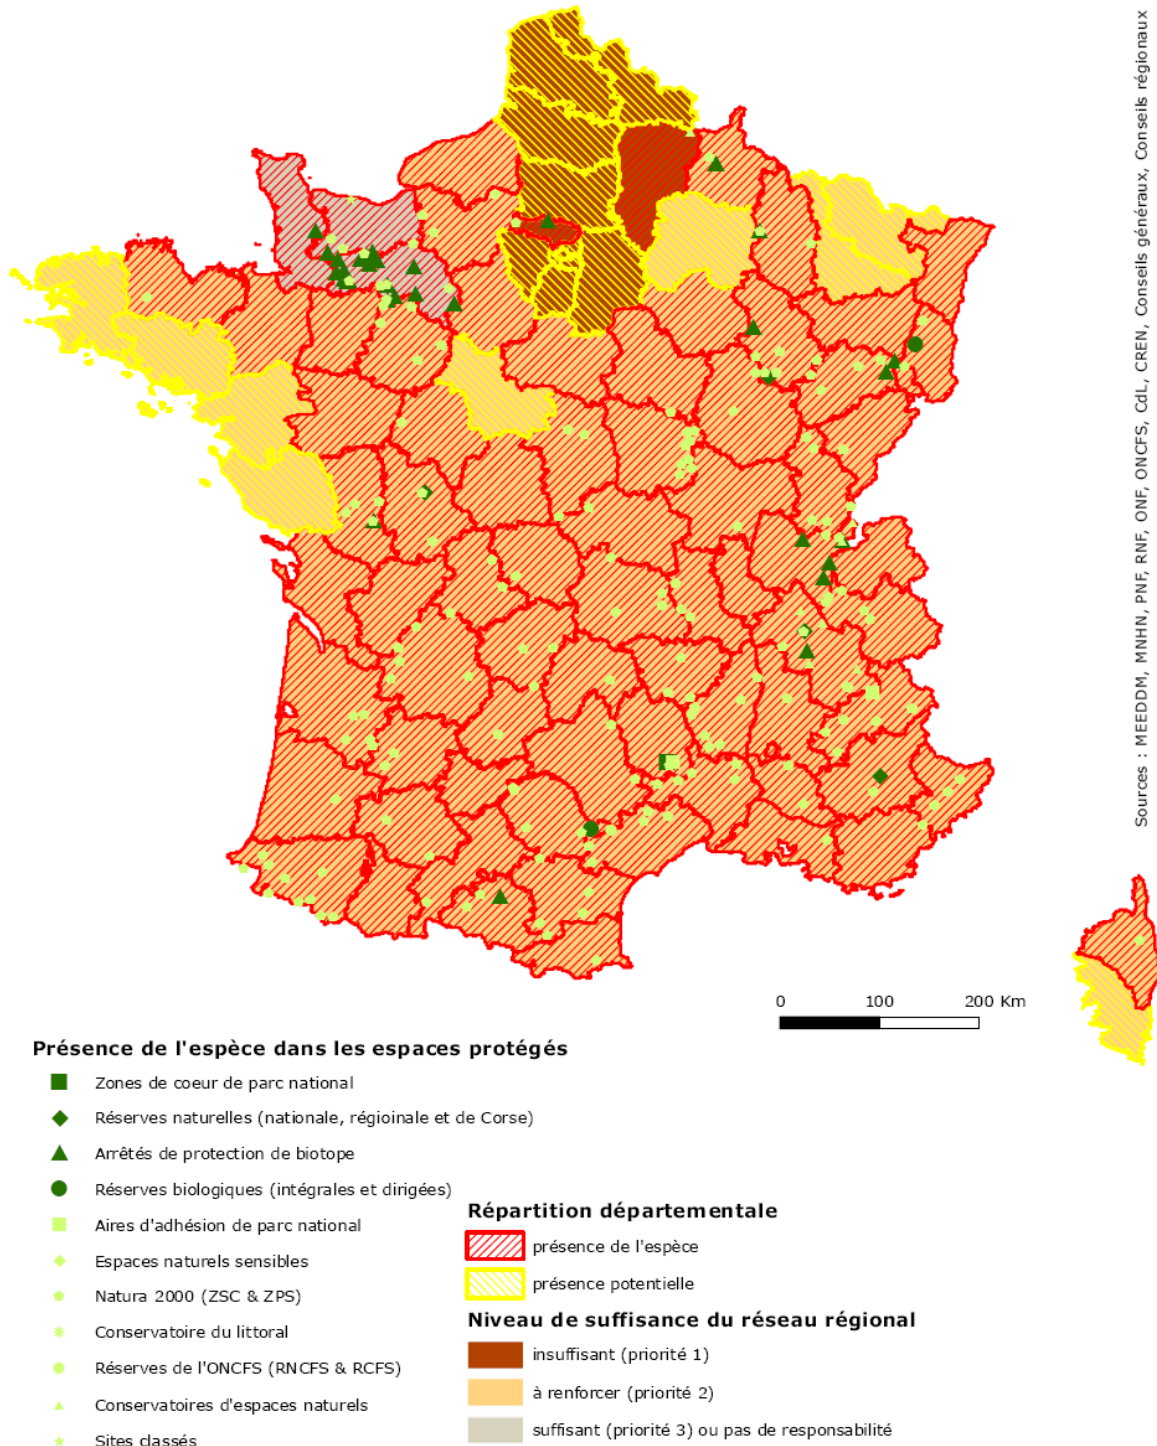 Sources : MEEDDM, MNHN, PNF, RNF, ONF, ONCFS, CdL, CREN, Conseils généraux, Conseils régionaux
0 100 200 Km
Présence de l'espèce dans les espaces protégés
Zones de coeur de parc national
Réserves naturelles (nationale, régioinale et de Corse)
Arrêtés de protection de biotope
Réserves biologiques (intégrales et dirigées)
Aires d'adhésion de parc national
Espaces naturels sensibles
Natura 2000 (ZSC & ZPS)
Conservatoire du littoral
Réserves de l'ONCFS (RNCFS & RCFS)
Conservatoires d'espaces naturels
Sites classés
Répartition départementale
présence de l'espèce
présence potentielle
Niveau de suffisance du réseau régional
insuffisant (priorité 1)
à renforcer (priorité 2)
suffisant (priorité 3) ou pas de responsabilité